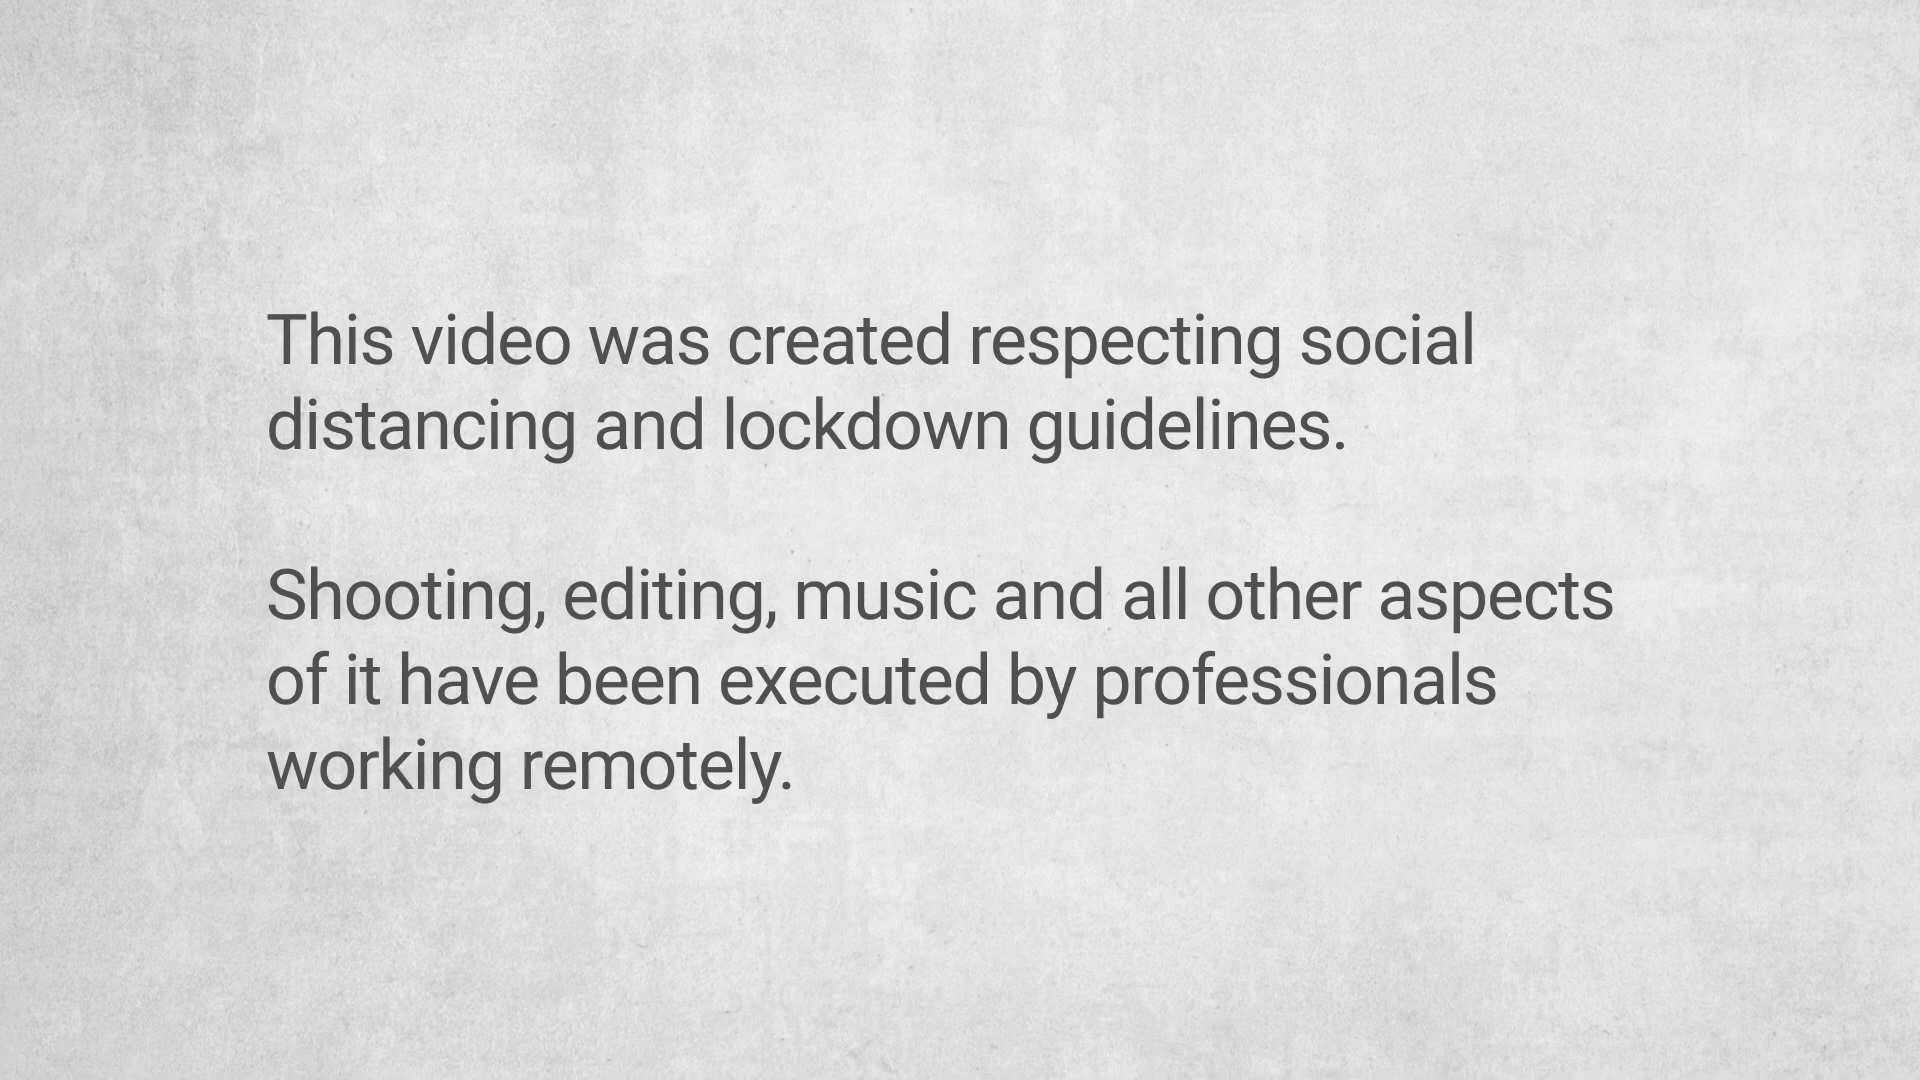 This video was created respecting social
distancing and lockdown guidelines.
Shooting, editing, music and all other aspects
of it have been executed by professionals
working remotely.